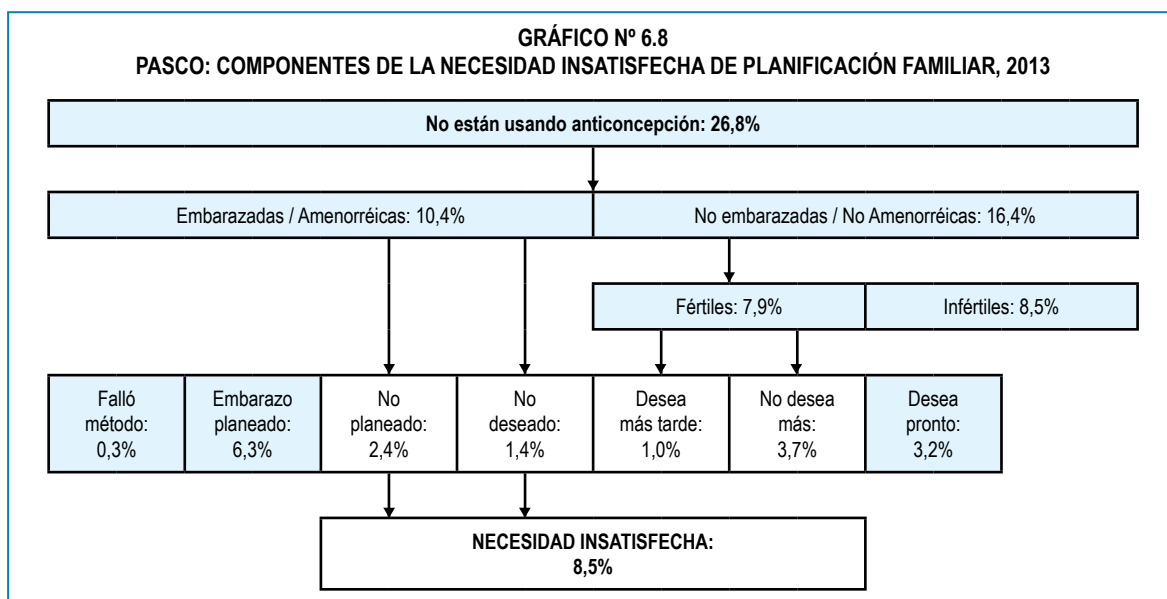 GRÁFICO Nº 6.8
PASCO: COMPONENTES DE LA NECESIDAD INSATISFECHA DE PLANIFICACIÓN FAMILIAR, 2013
No están usando anticoncepción: 26,8%
Embarazadas / Amenorréicas: 10,4%
No embarazadas / No Amenorréicas: 16,4%
Fértiles: 7,9%
Infértiles: 8,5%
Falló
método:
0,3%
Embarazo
planeado:
6,3%
No
planeado:
2,4%
No
deseado:
1,4%
Desea
más tarde:
1,0%
No desea
más:
3,7%
Desea
pronto:
3,2%
NECESIDAD INSATISFECHA:
8,5%